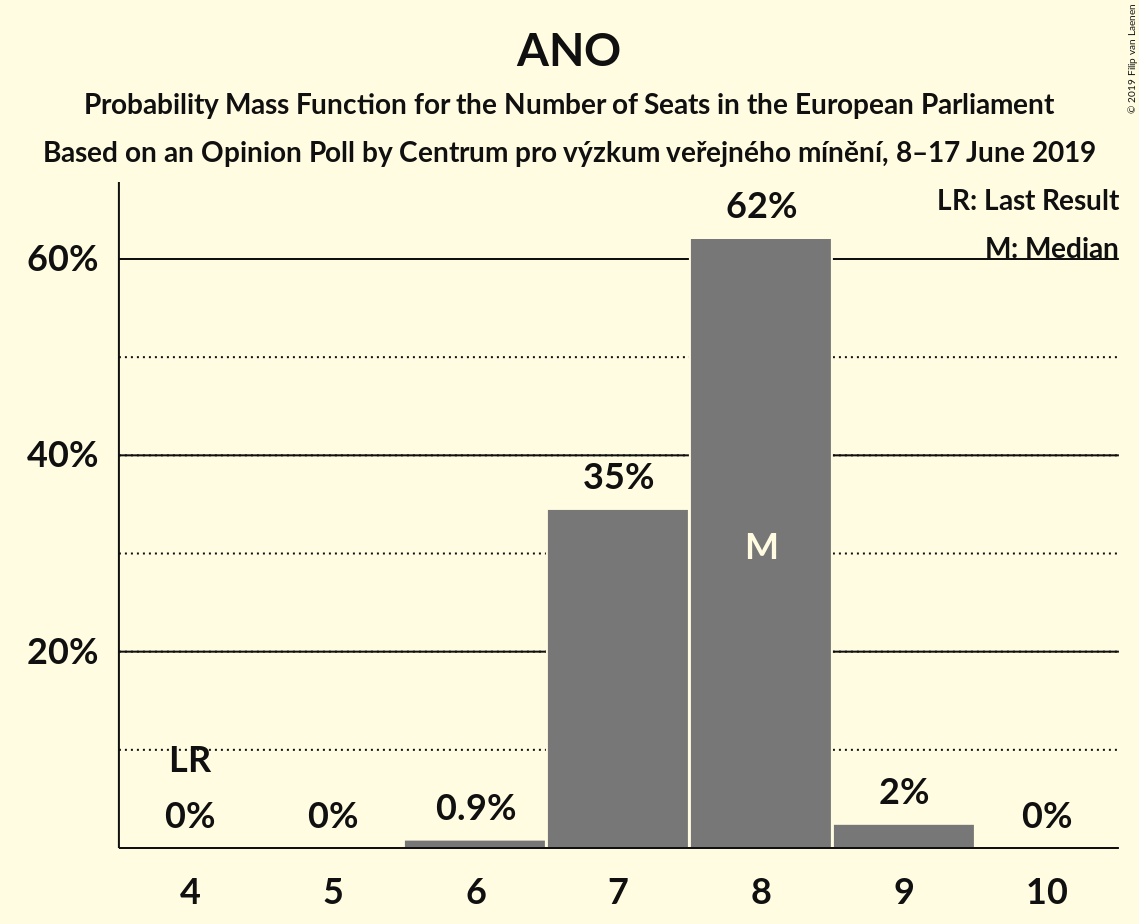 ANO
Probability Mass Function for the Number of Seats in the European Parliament
Based on an Opinion Poll by Centrum pro výzkum veřejného mínění, 8–17 June 2019
© 2019 Filip van Laenen
LR: Last Result
M: Median
60%
40%
20%
62%
35%
M
LR
0%
0%
0.9%
2%
0%
4
5
6
7
8
9
10